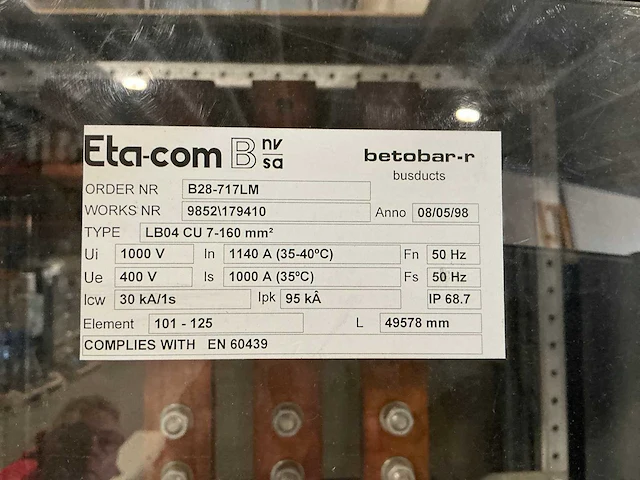 Eta-com B nv sa betobar-r
busducts
ORDER NR B28-717LM
WORKS NR 9852\179410 Anno 08/05/98
TYPE LB04 CU 7-160 mm²
Ui 1000 V In 1140 A (35-40ºC) Fn 50 Hz
Ue 400 V Is 1000 A (35ºC) Fs 50 Hz
Icw 30 kA/1s Ipk 95 kÂ IP 68.7
Element 101 - 125 L 49578 mm
COMPLIES WITH EN 60439